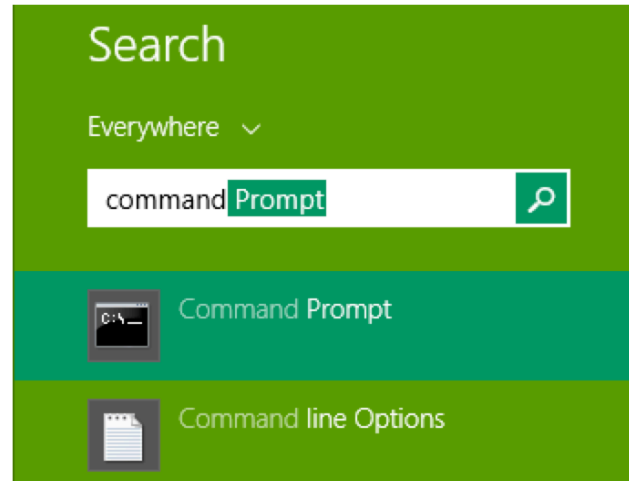 Search
Everywhere
command Prompt
C:\
Command Prompt
Command line Options